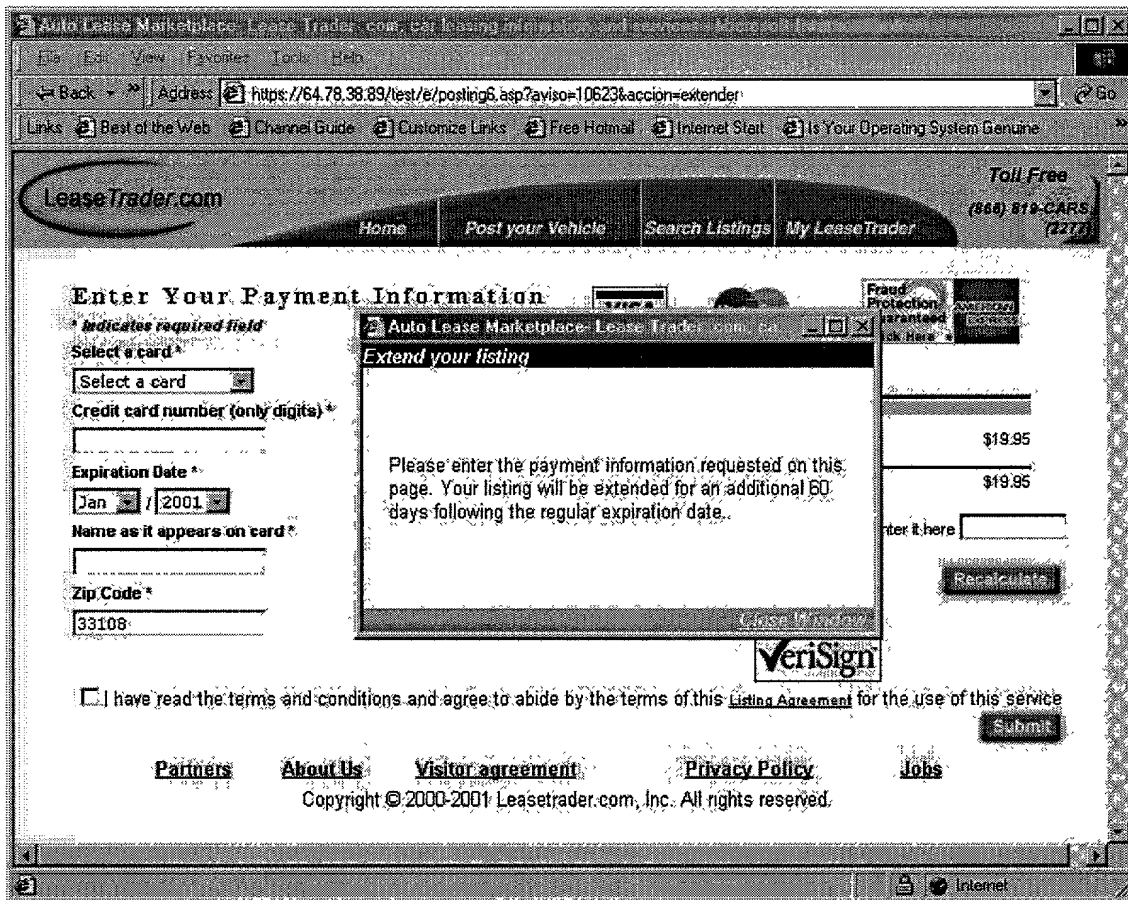 Auto Lease Marketplace- Lease Trader.com, car leasing information and
File Edit View Favorites Tools Help
Back Address https://64.78.38.89/test/e/posting6.asp?aviso=10623&accion=extender Go
Links Best of the Web Channel Guide Customize Links Free Hotmail Internet Start Is Your Operating System Genuine
LeaseTrader.com
Toll Free
(866) 819-CARS
(2277)
Home Post your Vehicle Search Listings My LeaseTrader
Enter Your Payment Information
* Indicates required field
VISA
Fraud
Protection
Guaranteed
Click Here
AMERICAN
EXPRESS
Select a card *
Select a card
Credit card number (only digits) *
Expiration Date *
Jan / 2001
Name as it appears on card *
Zip Code *
33108
Auto Lease Marketplace- Lease Trader.com, ca
Extend your listing
Please enter the payment information requested on this
page. Your listing will be extended for an additional 60
days following the regular expiration date.
Close Window
$19.95
$19.95
nter it here
Recalculate
VeriSign
I have read the terms and conditions and agree to abide by the terms of this Listing Agreement for the use of this service
Submit
Partners About Us Visitor agreement Privacy Policy Jobs
Copyright © 2000-2001 Leasetrader.com, Inc. All rights reserved.
Internet